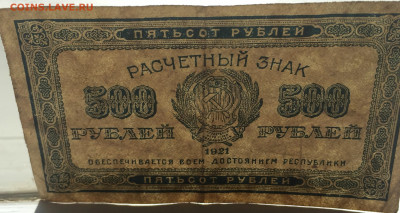 COINS.LAVE.RU
ПЯТЬСОТ РУБЛЕЙ
РАСЧЕТНЫЙ ЗНАК
500 500
РУБЛЕЙ РУБЛЕЙ
1921
ОБЕСПЕЧИВАЕТСЯ ВСЕМ ДОСТОЯНИЕМ РЕСПУБЛИКИ
ПЯТЬСОТ РУБЛЕЙ